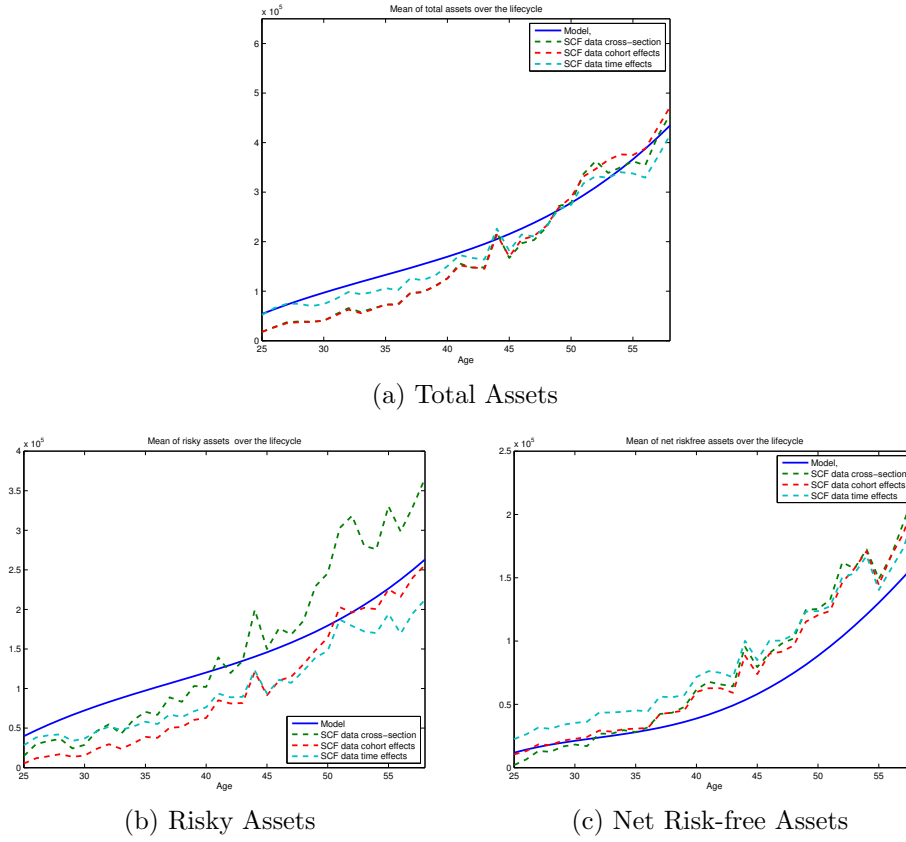 Mean of total assets over the lifecycle
x 10^5
6
5
4
3
2
1
0
25 30 35 40 45 50 55
Age
Model,
SCF data cross-section
SCF data cohort effects
SCF data time effects
(a) Total Assets
Mean of risky assets over the lifecycle
x 10^5
4
3.5
3
2.5
2
1.5
1
0.5
0
25 30 35 40 45 50 55
Age
Model
SCF data cross-section
SCF data cohort effects
SCF data time effects
(b) Risky Assets
Mean of net riskfree assets over the lifecycle
x 10^5
2.5
2
1.5
1
0.5
0
25 30 35 40 45 50 55
Age
Model,
SCF data cross-section
SCF data cohort effects
SCF data time effects
(c) Net Risk-free Assets